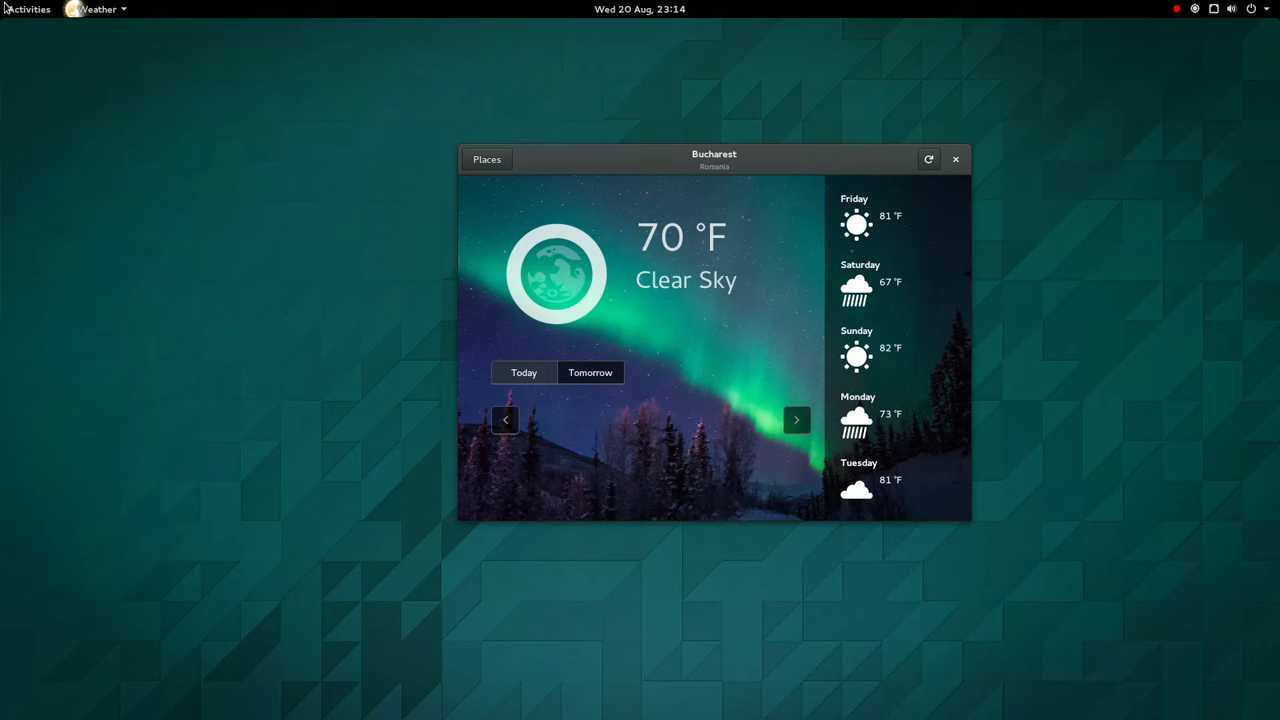 Activities
Weather
Wed 20 Aug, 23:14
Places
Bucharest
Romania
70 °F
Clear Sky
Today
Tomorrow
Friday
81 °F
Saturday
67 °F
Sunday
82 °F
Monday
73 °F
Tuesday
81 °F